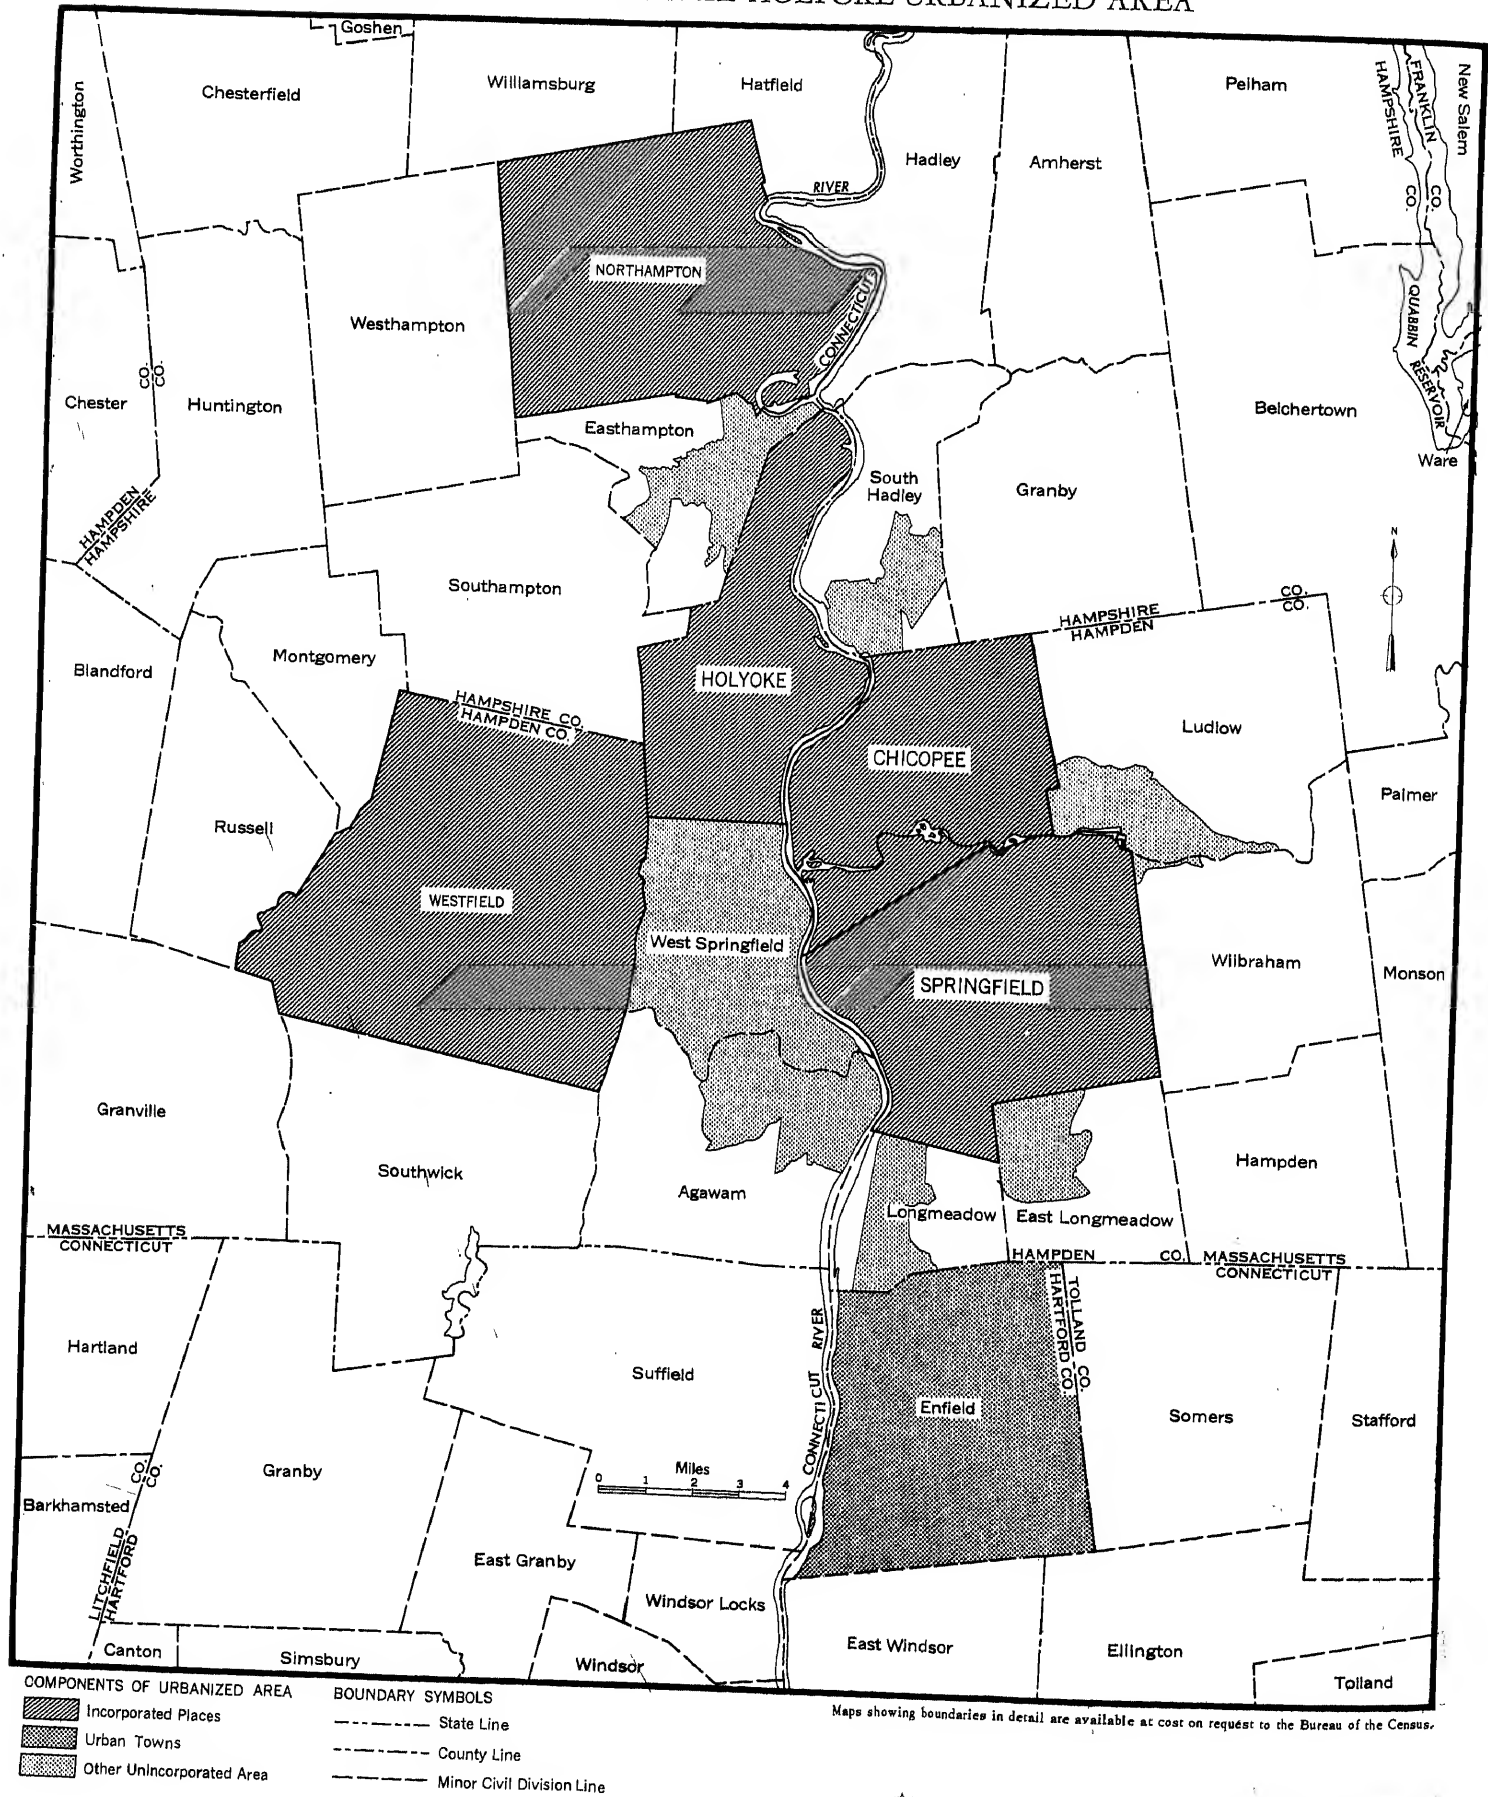 HOLYOKE URBANIZED AREA
Goshen
Worthington
Chesterfield
Williamsburg
Hatfield
Hadley
Amherst
Pelham
FRANKLIN CO.
HAMPSHIRE CO.
New Salem
RIVER
NORTHAMPTON
CONNECTICUT
Westhampton
QUABBIN RESERVOIR
CO.
CO.
Chester
Huntington
Easthampton
Belchertown
Ware
South
Hadley
Granby
HAMPDEN
HAMPSHIRE
N
Southampton
CO.
CO.
HAMPSHIRE
HAMPDEN
Blandford
Montgomery
HOLYOKE
HAMPSHIRE CO.
HAMPDEN CO.
Ludlow
CHICOPEE
Palmer
Russell
WESTFIELD
West Springfield
SPRINGFIELD
Wilbraham
Monson
Granville
Southwick
Agawam
Longmeadow
East Longmeadow
Hampden
MASSACHUSETTS
CONNECTICUT
HAMPDEN CO.
MASSACHUSETTS
CONNECTICUT
TOLLAND CO.
HARTFORD CO.
Hartland
Suffield
CONNECTICUT RIVER
Enfield
Somers
Stafford
Granby
CO.
CO.
Miles
0 1 2 3 4
Barkhamsted
LITCHFIELD
HARTFORD
East Granby
Windsor Locks
East Windsor
Ellington
Canton
Simsbury
Windsor
Tolland
COMPONENTS OF URBANIZED AREA
Incorporated Places
Urban Towns
Other Unincorporated Area
BOUNDARY SYMBOLS
State Line
County Line
Minor Civil Division Line
Maps showing boundaries in detail are available at cost on request to the Bureau of the Census.